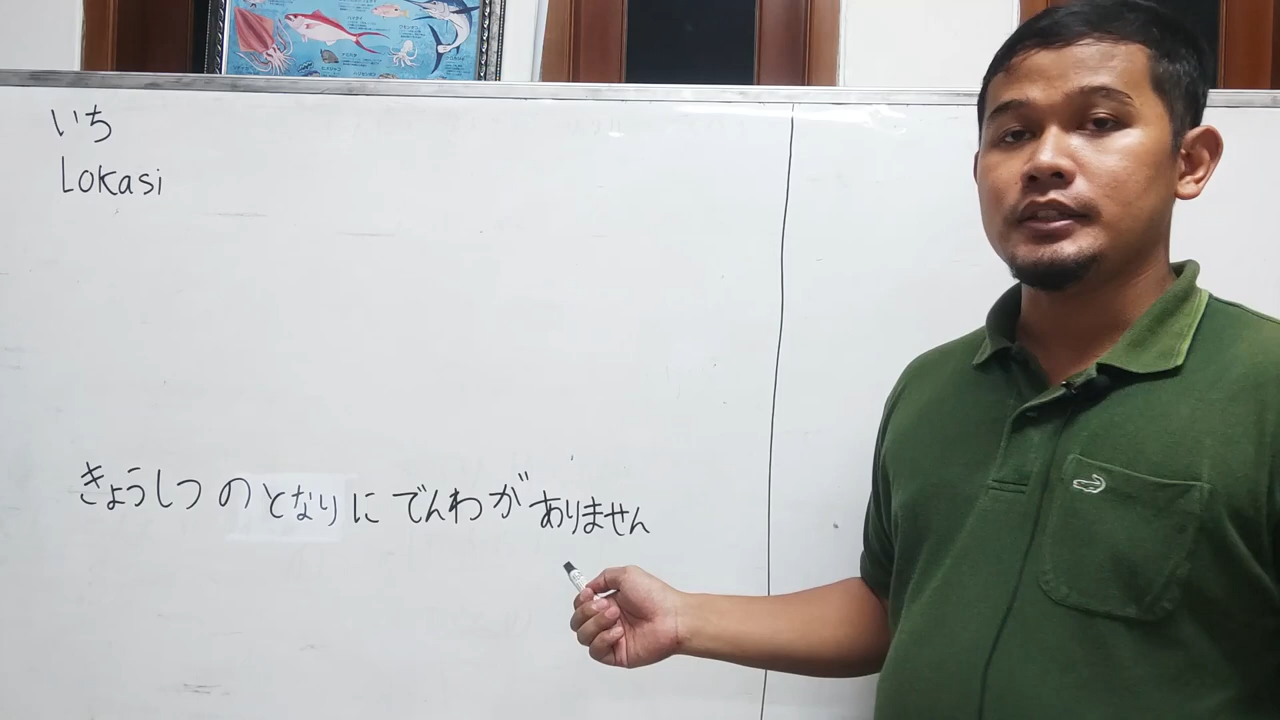 いち
Lokasi
きょうしつ の となり に でんわ が ありません